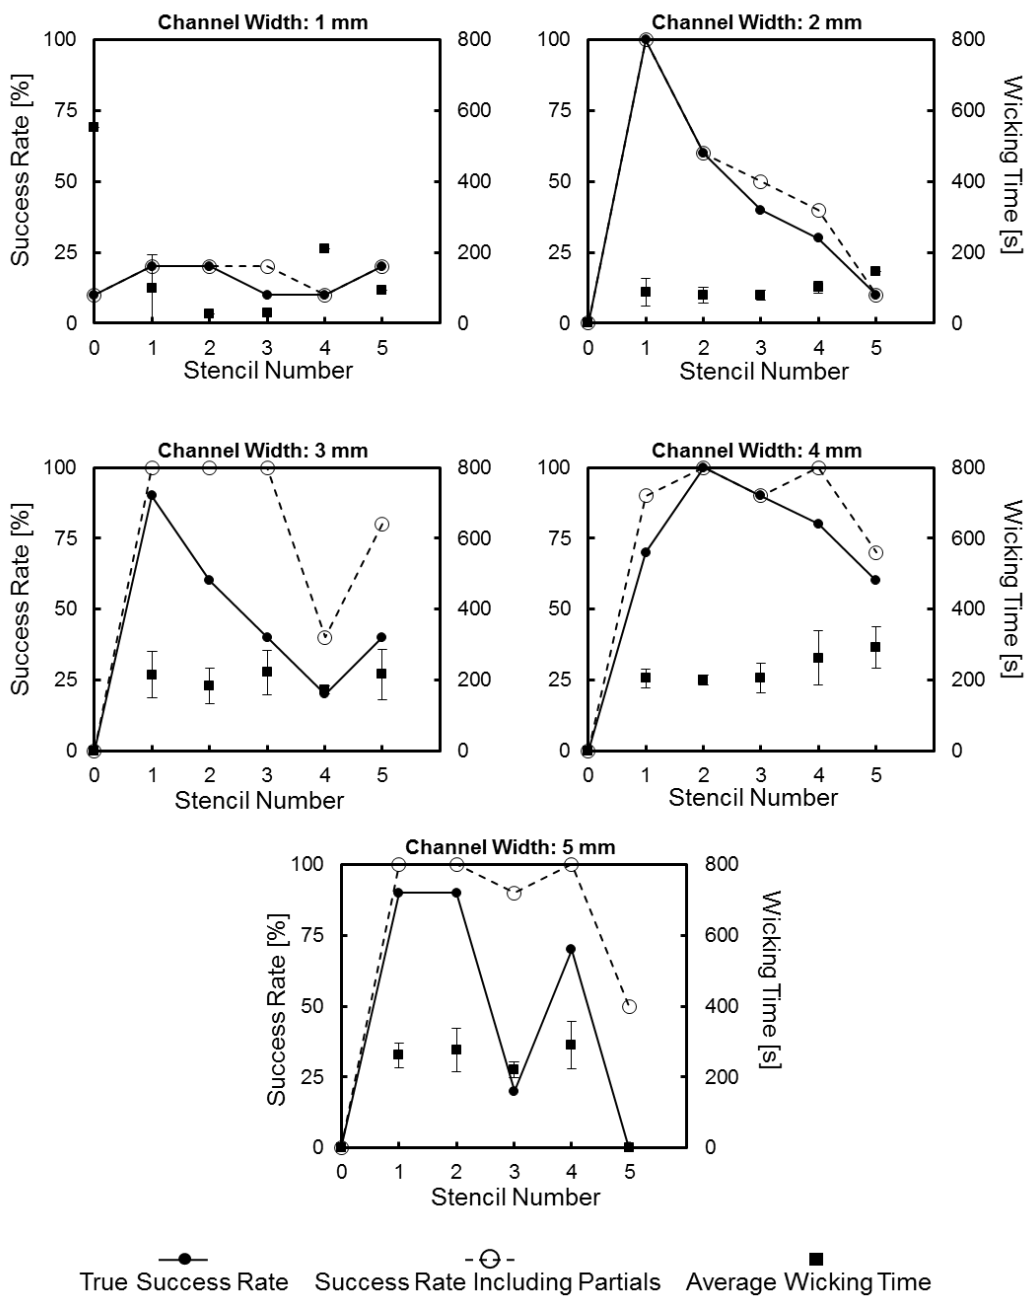 Channel Width: 1 mm
Success Rate [%]
100
75
50
25
0
800
600
400
200
0
0 1 2 3 4 5
Stencil Number
Channel Width: 2 mm
100
75
50
25
0
800
600
400
200
0
Wicking Time [s]
0 1 2 3 4 5
Stencil Number
Channel Width: 3 mm
Success Rate [%]
100
75
50
25
0
800
600
400
200
0
0 1 2 3 4 5
Stencil Number
Channel Width: 4 mm
100
75
50
25
0
800
600
400
200
0
Wicking Time [s]
0 1 2 3 4 5
Stencil Number
Channel Width: 5 mm
Success Rate [%]
100
75
50
25
0
800
600
400
200
0
Wicking Time [s]
0 1 2 3 4 5
Stencil Number
True Success Rate Success Rate Including Partials Average Wicking Time